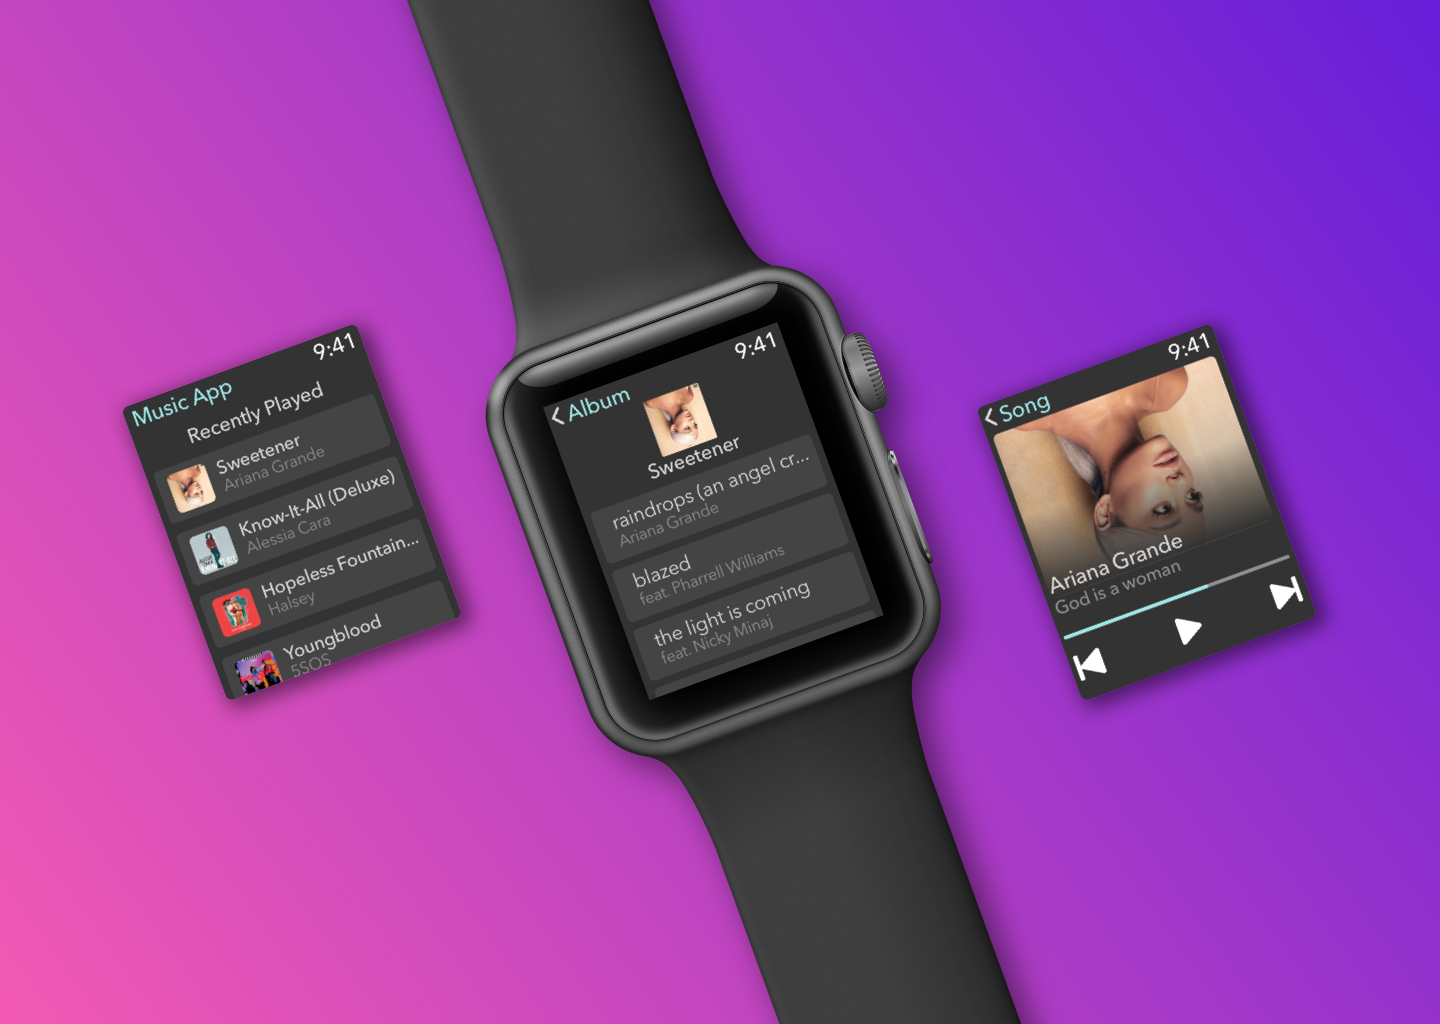 9:41
Music App
Recently Played
Sweetener
Ariana Grande
Know-It-All (Deluxe)
Alessia Cara
Hopeless Fountain...
Halsey
Youngblood
5SOS
9:41
Album
Sweetener
raindrops (an angel cr...
Ariana Grande
blazed
feat. Pharrell Williams
the light is coming
feat. Nicky Minaj
9:41
Song
Ariana Grande
God is a woman